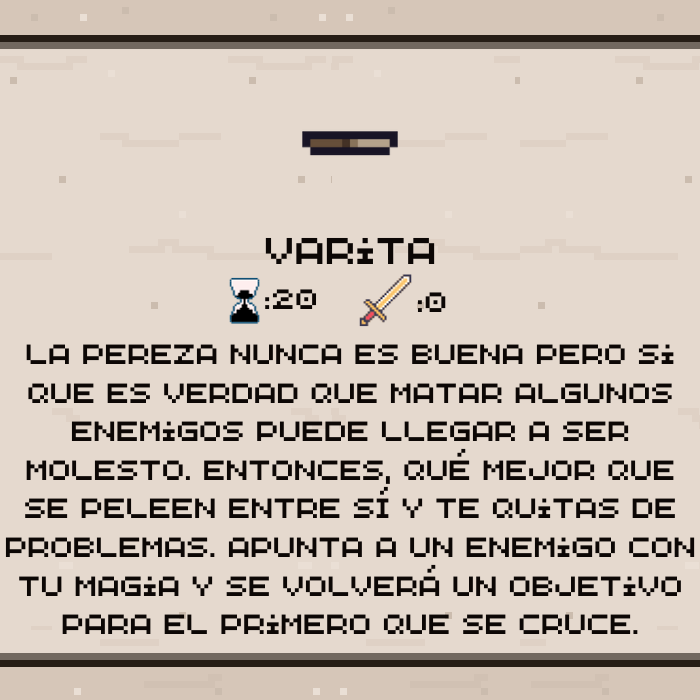 VARiTA
:20 :0
LA PEREZA NUNCA ES BUENA PERO Si
QUE ES VERDAD QUE MATAR ALGUNOS
ENEMiGOS PUEDE LLEGAR A SER
MOLESTO. ENTONCES, QUÉ MEJOR QUE
SE PELEEN ENTRE SÍ Y TE QUiTAS DE
PROBLEMAS. APUNTA A UN ENEMiGO CON
TU MAGiA Y SE VOLVERÁ UN OBJETiVO
PARA EL PRiMERO QUE SE CRUCE.